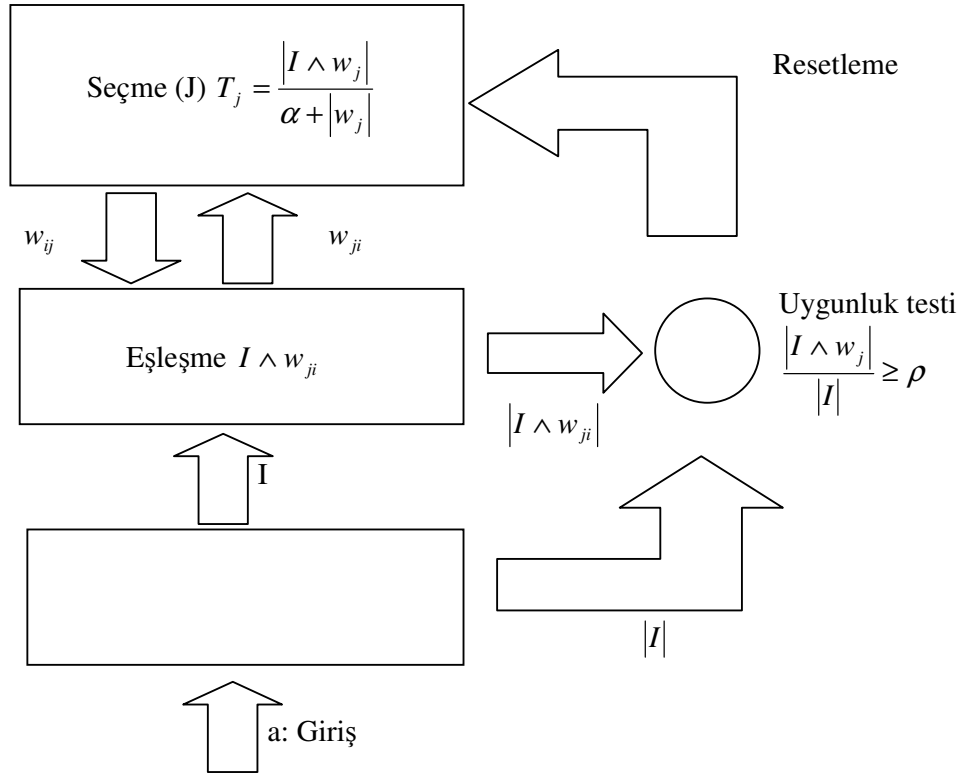 Seçme (J) T_j = |I ∧ w_j| / (α + |w_j|)
Resetleme
w_ij
w_ji
Eşleşme I ∧ w_ji
Uygunluk testi
|I ∧ w_j| / |I| ≥ ρ
|I ∧ w_ji|
I
|I|
a: Giriş